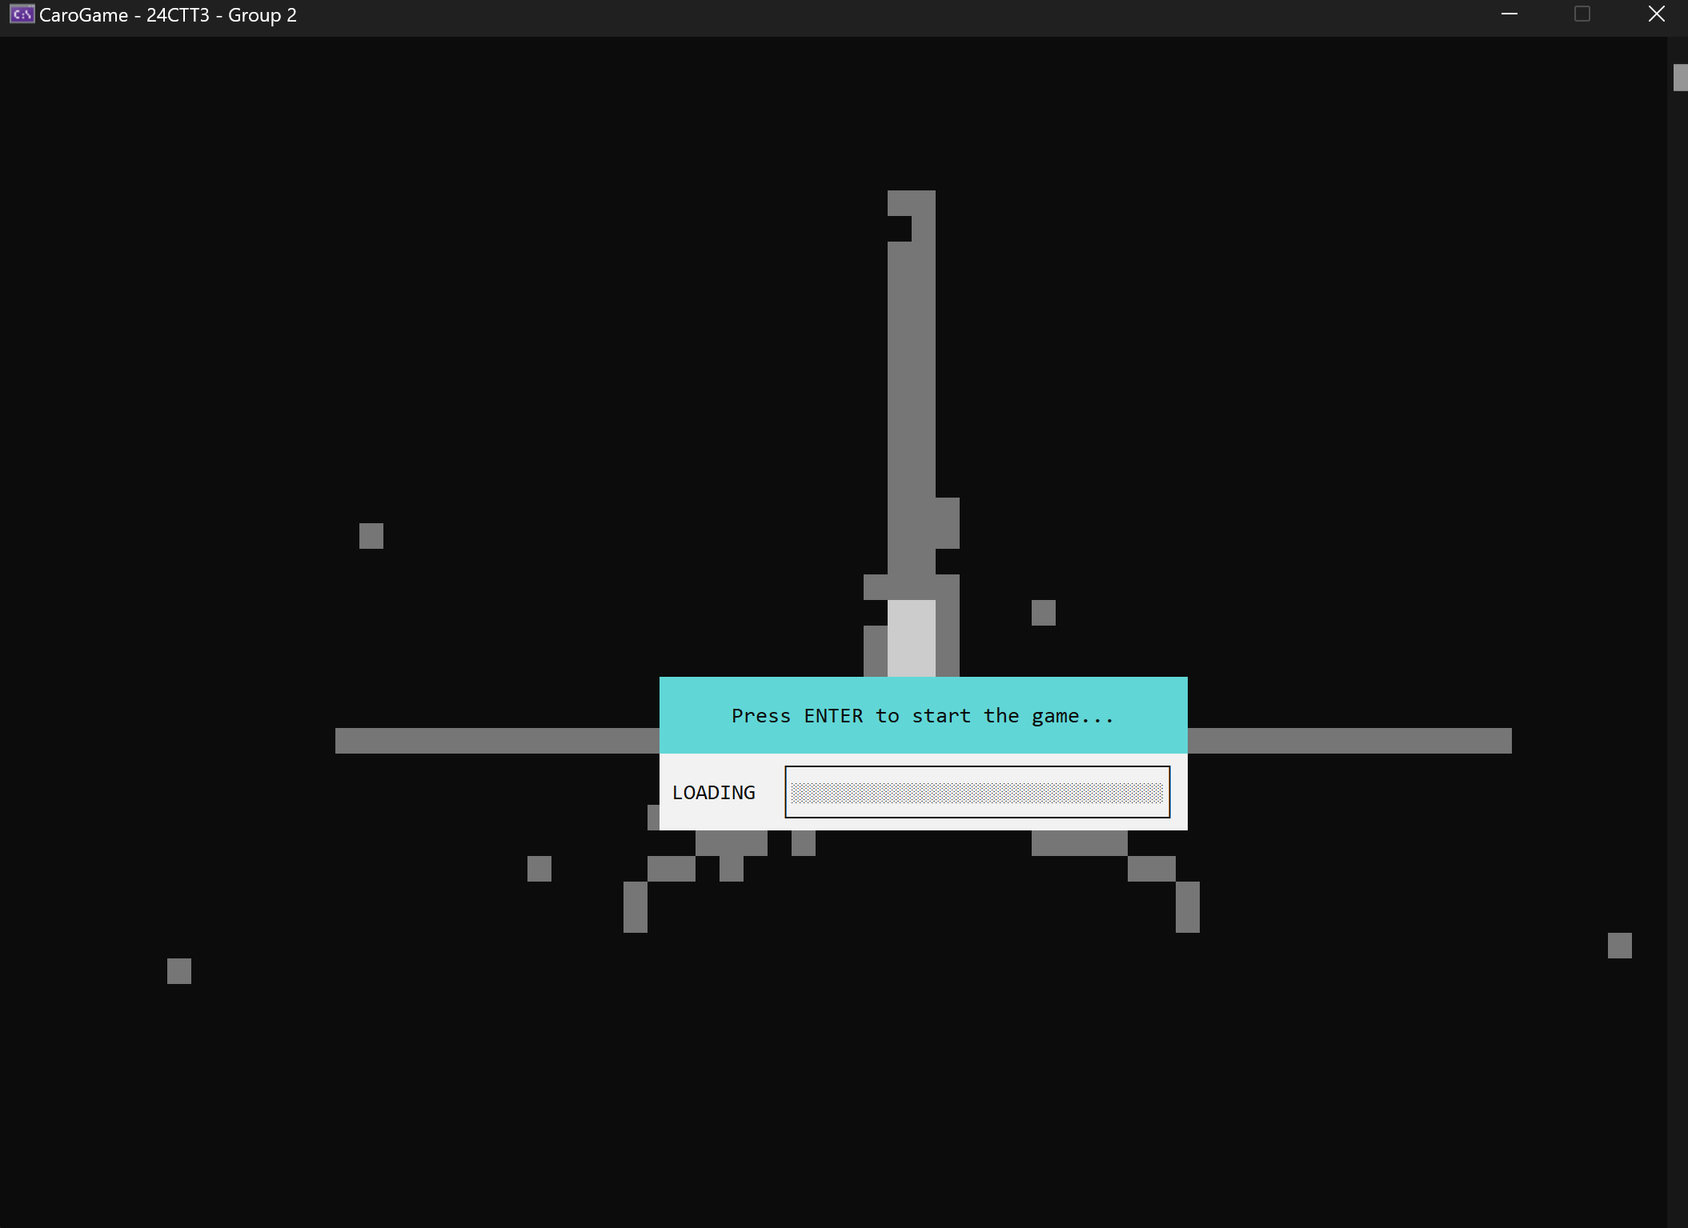 CaroGame - 24CTT3 - Group 2
Press ENTER to start the game...
LOADING